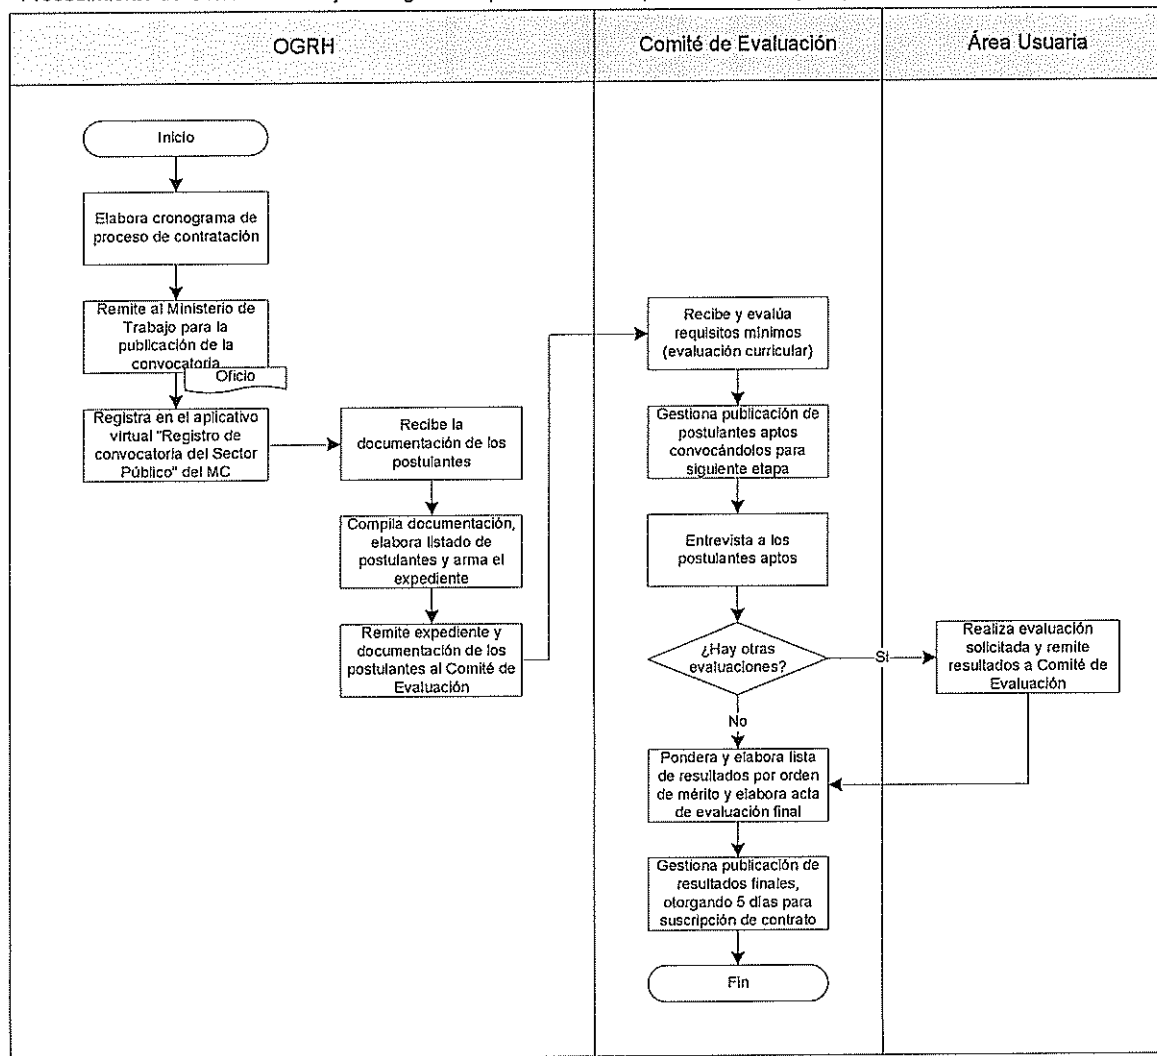 OGRH
Comité de Evaluación
Área Usuaria
Inicio
Elabora cronograma de
proceso de contratación
Remite al Ministerio de
Trabajo para la
publicación de la
convocatoria
Oficio
Registra en el aplicativo
virtual "Registro de
convocatoria del Sector
Público" del MC
Recibe la
documentación de los
postulantes
Compila documentación,
elabora listado de
postulantes y arma el
expediente
Remite expediente y
documentación de los
postulantes al Comité de
Evaluación
Recibe y evalúa
requisitos mínimos
(evaluación curricular)
Gestiona publicación de
postulantes aptos
convocándolos para
siguiente etapa
Entrevista a los
postulantes aptos
¿Hay otras
evaluaciones?
Si
Realiza evaluación
solicitada y remite
resultados a Comité de
Evaluación
No
Pondera y elabora lista
de resultados por orden
de mérito y elabora acta
de evaluación final
Gestiona publicación de
resultados finales,
otorgando 5 días para
suscripción de contrato
Fin